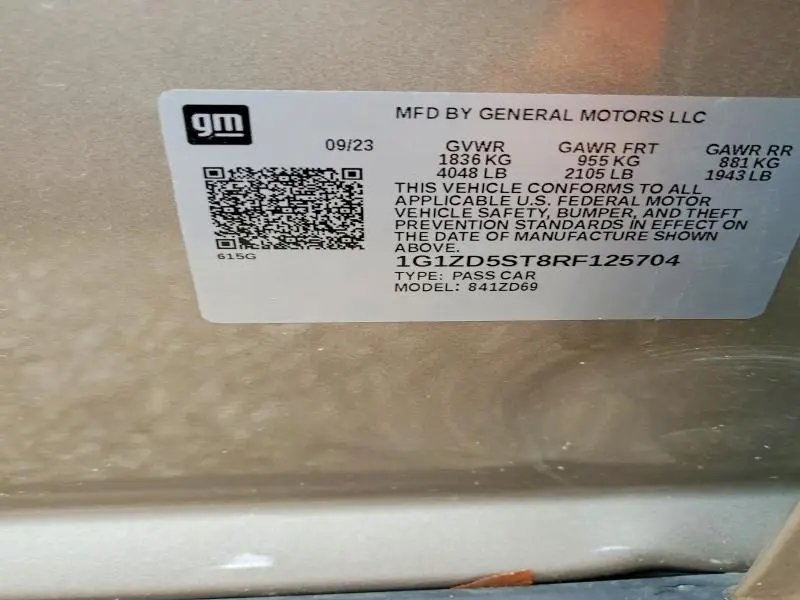 gm
MFD BY GENERAL MOTORS LLC
09/23
GVWR GAWR FRT GAWR RR
1836 KG 955 KG 881 KG
4048 LB 2105 LB 1943 LB
THIS VEHICLE CONFORMS TO ALL
APPLICABLE U.S. FEDERAL MOTOR
VEHICLE SAFETY, BUMPER, AND THEFT
PREVENTION STANDARDS IN EFFECT ON
THE DATE OF MANUFACTURE SHOWN
ABOVE.
615G
1G1ZD5ST8RF125704
TYPE: PASS CAR
MODEL: 841ZD69